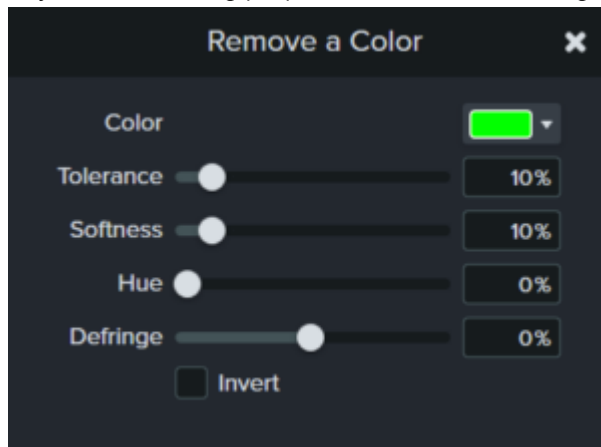 Remove a Color
Color
Tolerance 10%
Softness 10%
Hue 0%
Defringe 0%
Invert